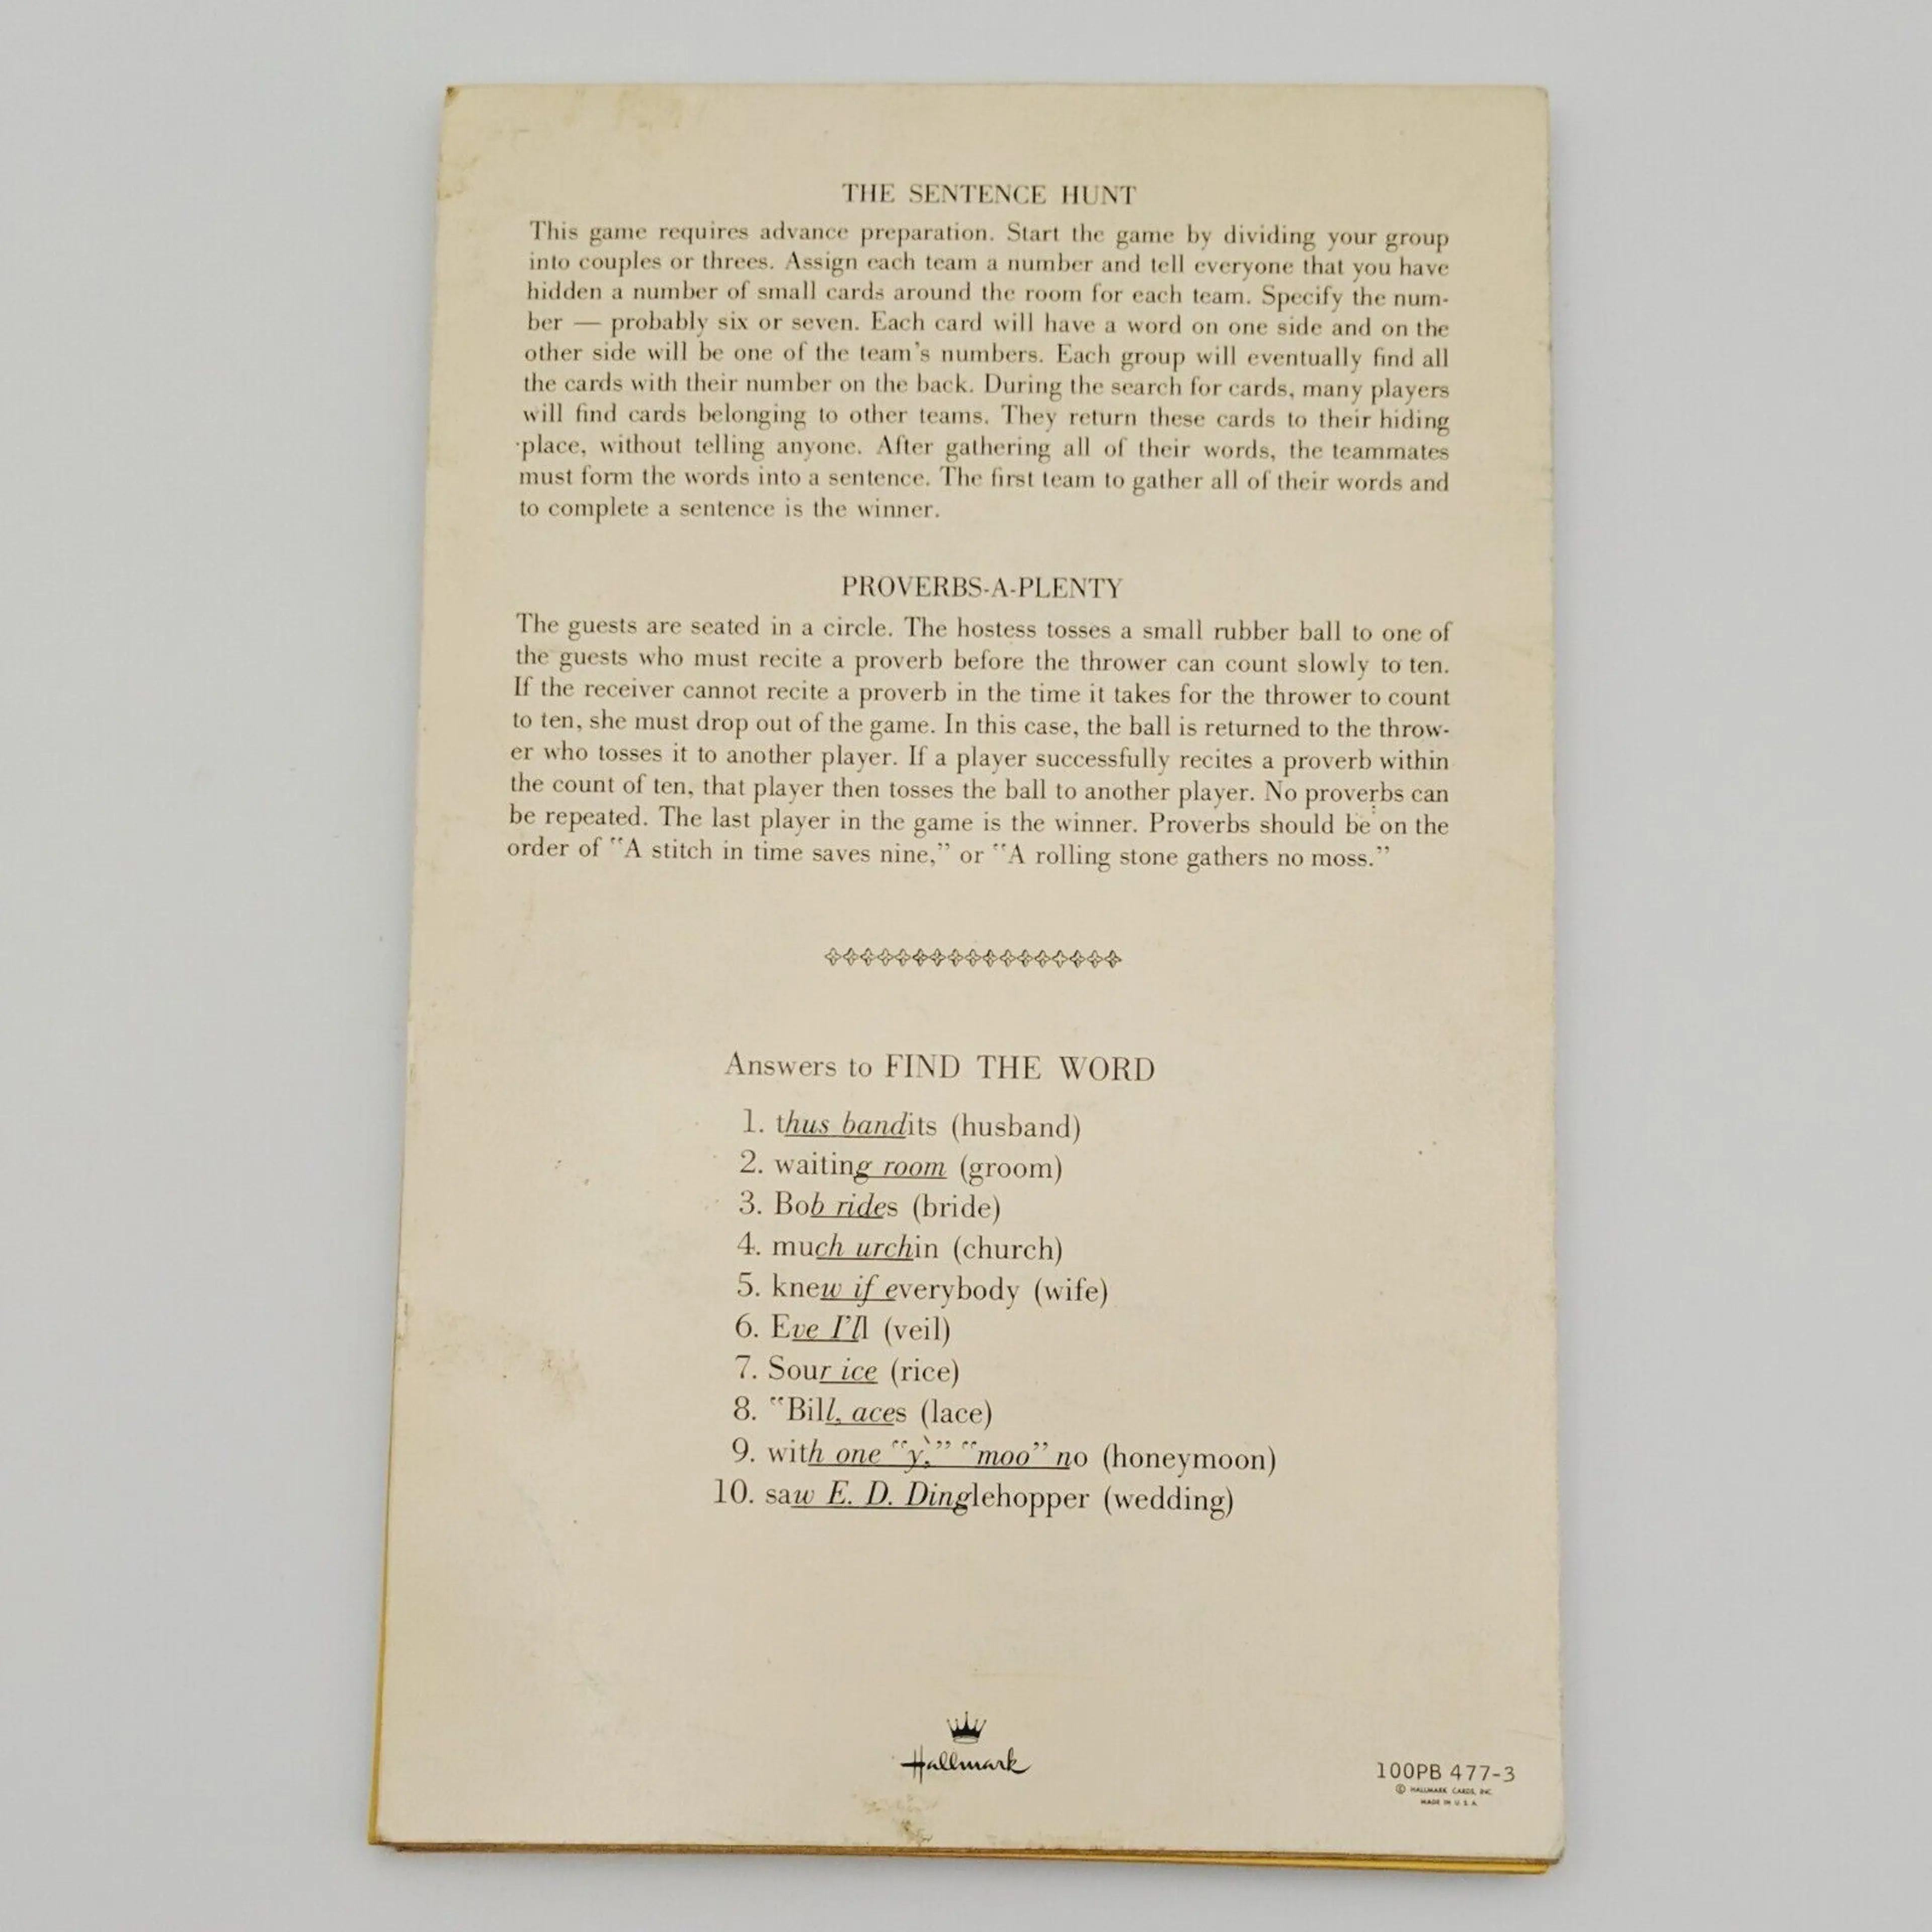 THE SENTENCE HUNT
This game requires advance preparation. Start the game by dividing your group
into couples or threes. Assign each team a number and tell everyone that you have
hidden a number of small cards around the room for each team. Specify the num-
ber — probably six or seven. Each card will have a word on one side and on the
other side will be one of the team's numbers. Each group will eventually find all
the cards with their number on the back. During the search for cards, many players
will find cards belonging to other teams. They return these cards to their hiding
place, without telling anyone. After gathering all of their words, the teammates
must form the words into a sentence. The first team to gather all of their words and
to complete a sentence is the winner.
PROVERBS-A-PLENTY
The guests are seated in a circle. The hostess tosses a small rubber ball to one of
the guests who must recite a proverb before the thrower can count slowly to ten.
If the receiver cannot recite a proverb in the time it takes for the thrower to count
to ten, she must drop out of the game. In this case, the ball is returned to the throw-
er who tosses it to another player. If a player successfully recites a proverb within
the count of ten, that player then tosses the ball to another player. No proverbs can
be repeated. The last player in the game is the winner. Proverbs should be on the
order of "A stitch in time saves nine," or "A rolling stone gathers no moss."
Answers to FIND THE WORD
1. thus bandits (husband)
2. waiting room (groom)
3. Bob rides (bride)
4. much urchin (church)
5. knew if everybody (wife)
6. Eve I'll (veil)
7. Sour ice (rice)
8. "Bill, aces (lace)
9. with one "y," "moo" no (honeymoon)
10. saw E. D. Dinglehopper (wedding)
Hallmark
100PB 477-3
© HALLMARK CARDS, INC.
MADE IN U.S.A.